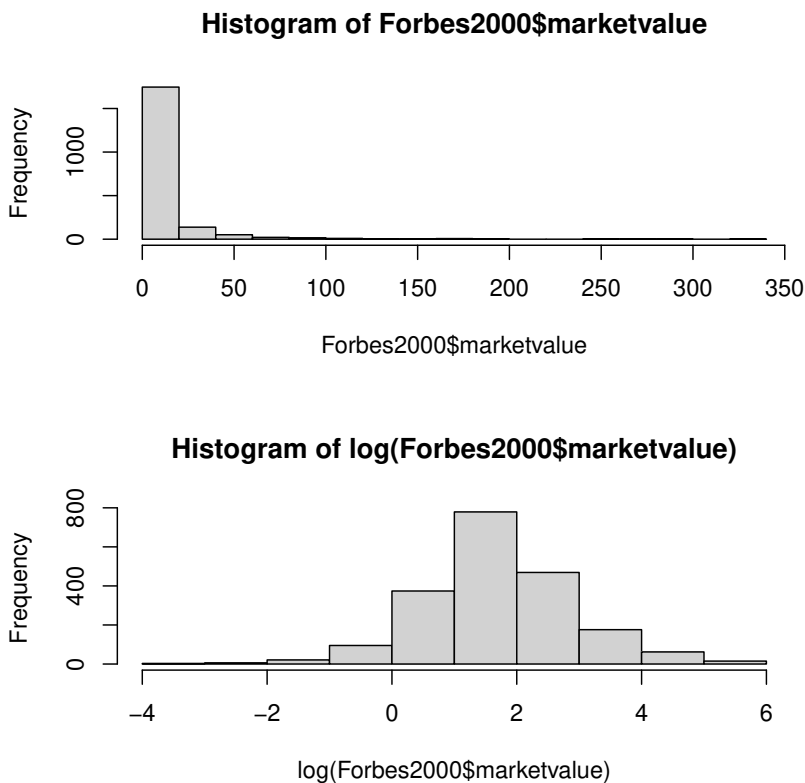 Histogram of Forbes2000$marketvalue
Frequency
0 1000
0 50 100 150 200 250 300 350
Forbes2000$marketvalue
Histogram of log(Forbes2000$marketvalue)
Frequency
0 400 800
−4 −2 0 2 4 6
log(Forbes2000$marketvalue)